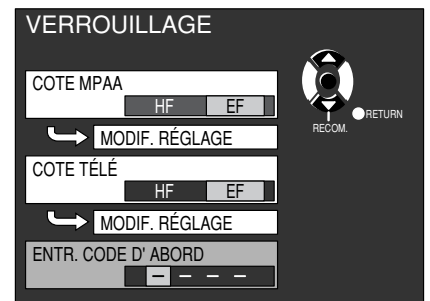 VERROUILLAGE
COTE MPAA
HF EF
MODIF. RÉGLAGE
COTE TÉLÉ
HF EF
MODIF. RÉGLAGE
ENTR. CODE D' ABORD
– – – –
RECOM.
RETURN